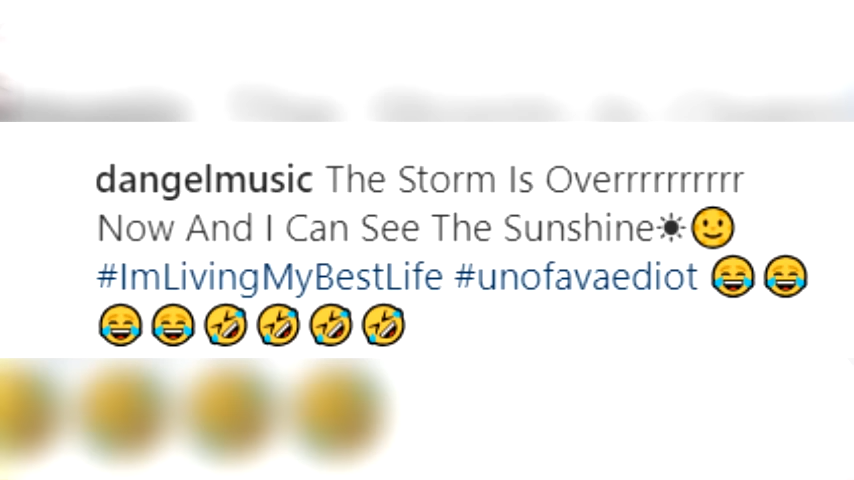 dangelmusic The Storm Is Overrrrrrrrrr
Now And I Can See The Sunshine☀🙂
#ImLivingMyBestLife #unofavaediot 😂😂
😂😂🤣🤣🤣🤣